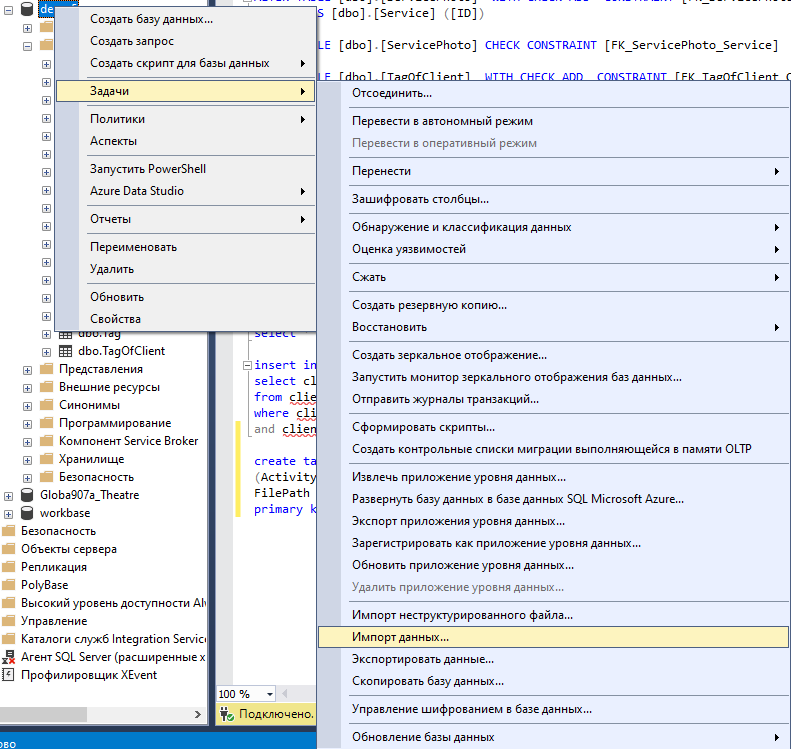 Создать базу данных...
Создать запрос
Создать скрипт для базы данных
Задачи
Политики
Аспекты
Запустить PowerShell
Azure Data Studio
Отчеты
Переименовать
Удалить
Обновить
Свойства
Отсоединить...
Перевести в автономный режим
Перевести в оперативный режим
Перенести
Зашифровать столбцы...
Обнаружение и классификация данных
Оценка уязвимостей
Сжать
Создать резервную копию...
Восстановить
Создать зеркальное отображение...
Запустить монитор зеркального отображения баз данных...
Отправить журналы транзакций...
Сформировать скрипты...
Создать контрольные списки миграции выполняющейся в памяти OLTP
Извлечь приложение уровня данных...
Развернуть базу данных в базе данных SQL Microsoft Azure...
Экспорт приложения уровня данных...
Зарегистрировать как приложение уровня данных...
Обновить приложение уровня данных...
Удалить приложение уровня данных...
Импорт неструктурированного файла...
Импорт данных...
Экспортировать данные...
Скопировать базу данных...
Управление шифрованием в базе данных...
Обновление базы данных
dbo.Tag
dbo.TagOfClient
Представления
Внешние ресурсы
Синонимы
Программирование
Компонент Service Broker
Хранилище
Безопасность
Globa907a_Theatre
workbase
Безопасность
Объекты сервера
Репликация
PolyBase
Высокий уровень доступности Al
Управление
Каталоги служб Integration Service
Агент SQL Server (расширенные х
Профилировщик XEvent
[dbo].[Service] ([ID])
[dbo].[ServicePhoto] CHECK CONSTRAINT [FK_ServicePhoto_Service]
[dbo].[TagOfClient] WITH CHECK ADD CONSTRAINT [FK_TagOfClient_C
select
insert in
select cl
from clie
where cli
and clien
create ta
(Activity
FilePath
primary k
100 %
Подключено.